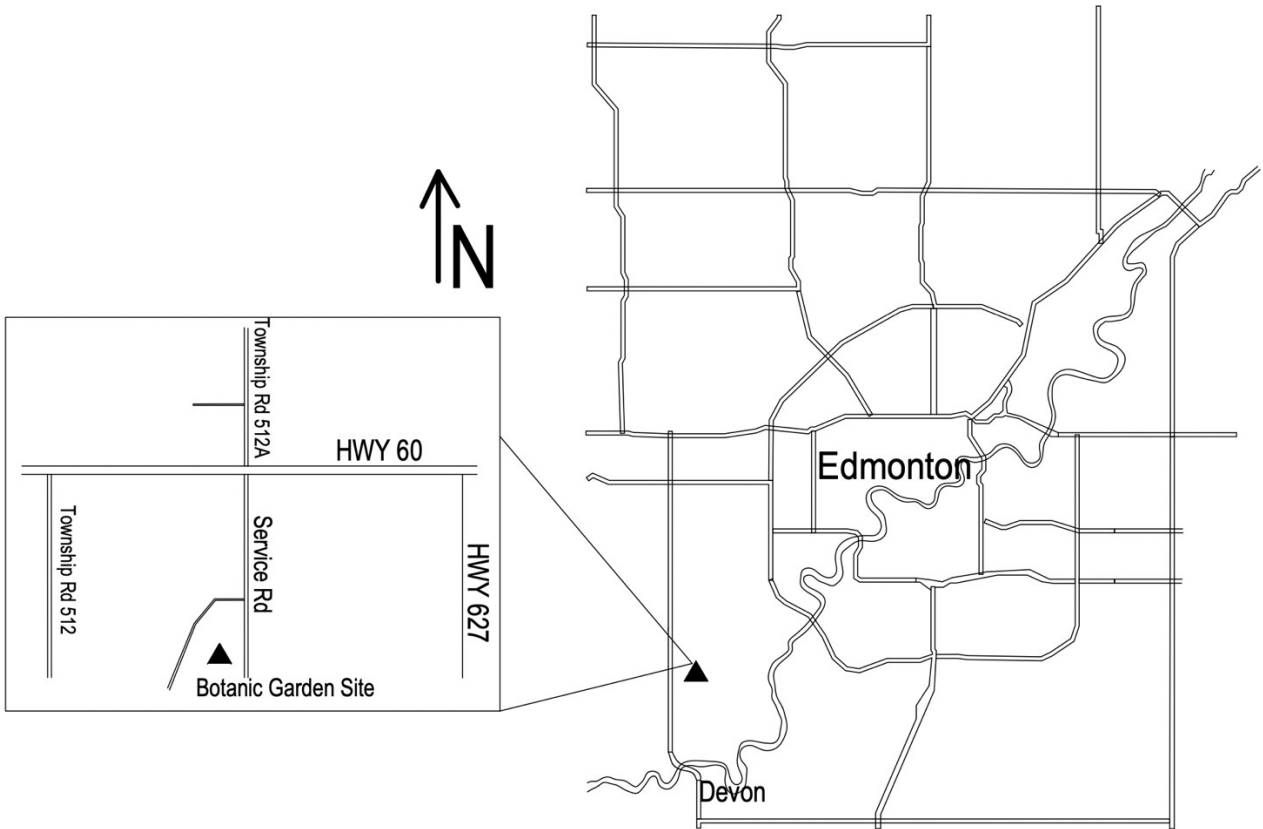 N
Township Rd 512A
HWY 60
Township Rd 512
Service Rd
HWY 627
Botanic Garden Site
Edmonton
Devon